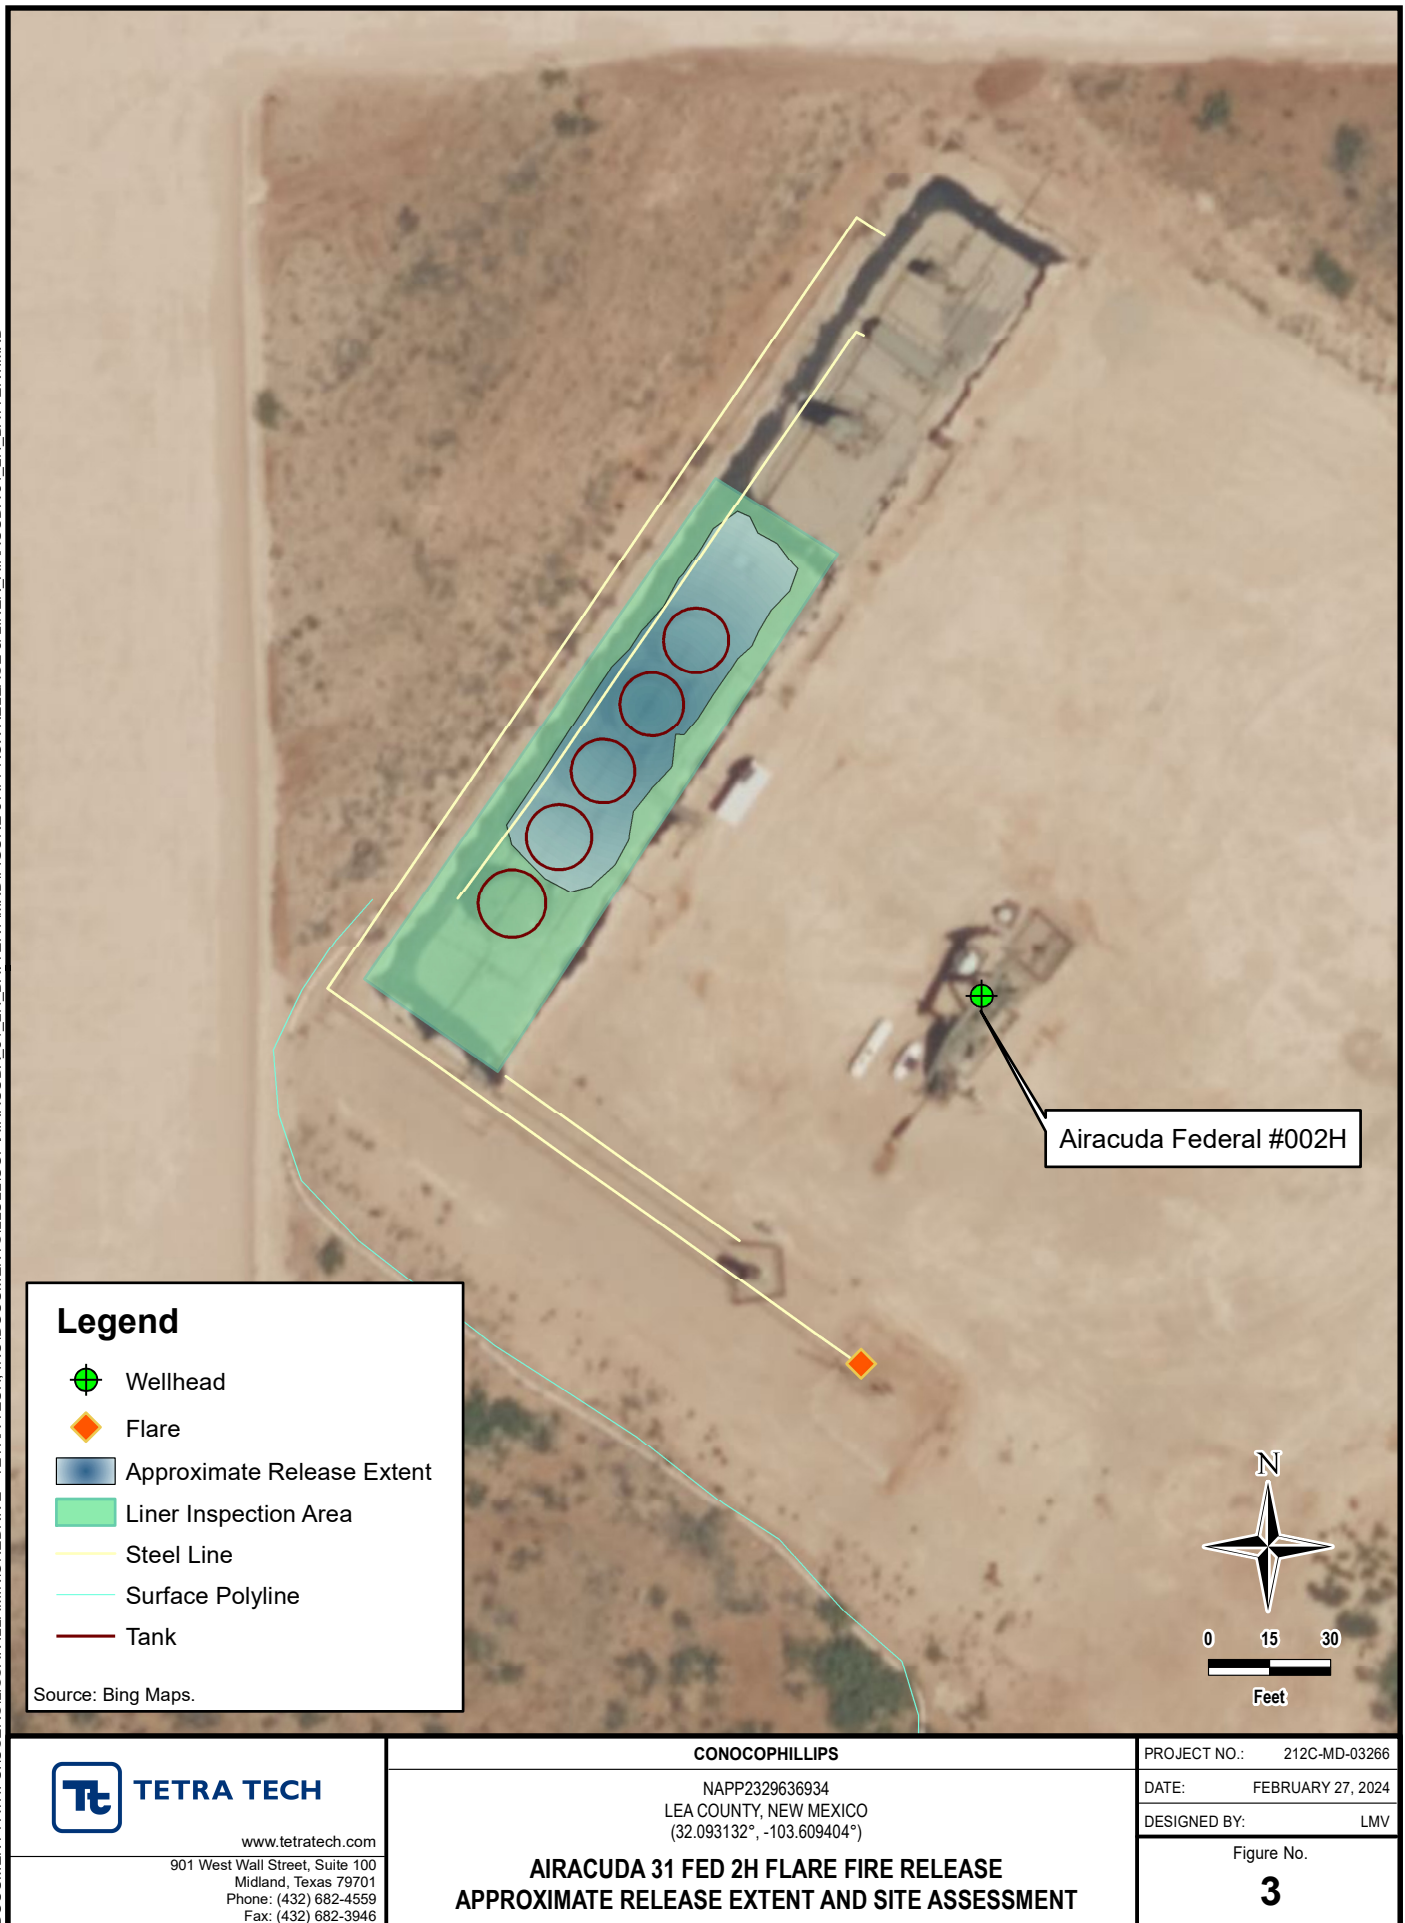 Airacuda Federal #002H
Legend
Wellhead
Flare
Approximate Release Extent
Liner Inspection Area
Steel Line
Surface Polyline
Tank
Source: Bing Maps.
N
0 15 30
Feet
Tt TETRA TECH
www.tetratech.com
901 West Wall Street, Suite 100
Midland, Texas 79701
Phone: (432) 682-4559
Fax: (432) 682-3946
CONOCOPHILLIPS
NAPP2329636934
LEA COUNTY, NEW MEXICO
(32.093132°, -103.609404°)
AIRACUDA 31 FED 2H FLARE FIRE RELEASE
APPROXIMATE RELEASE EXTENT AND SITE ASSESSMENT
PROJECT NO.: 212C-MD-03266
DATE: FEBRUARY 27, 2024
DESIGNED BY: LMV
Figure No.
3